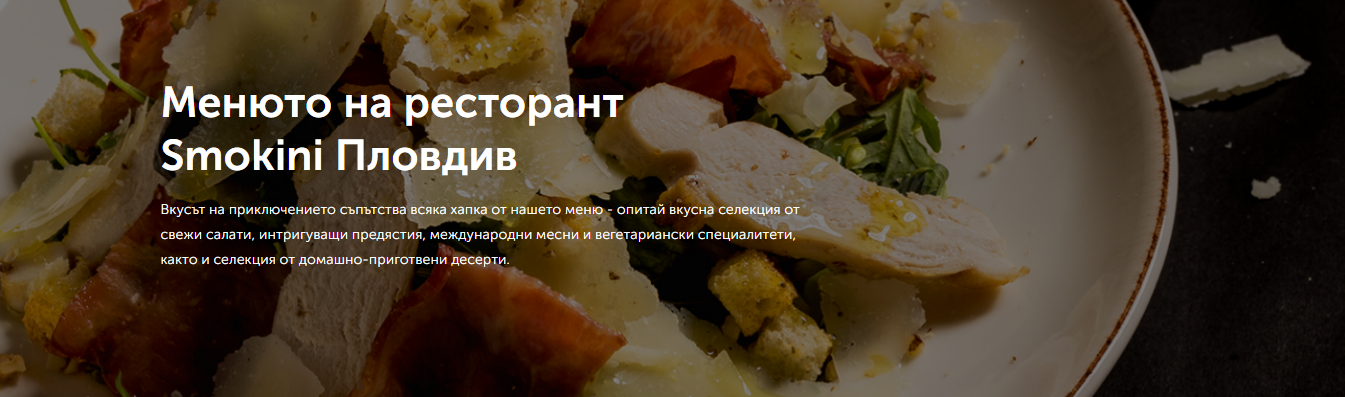 Менюто на ресторант
Smokini Пловдив
Вкусът на приключението съпътства всяка хапка от нашето меню - опитай вкусна селекция от
свежи салати, интригуващи предястия, международни месни и вегетариански специалитети,
както и селекция от домашно-приготвени десерти.